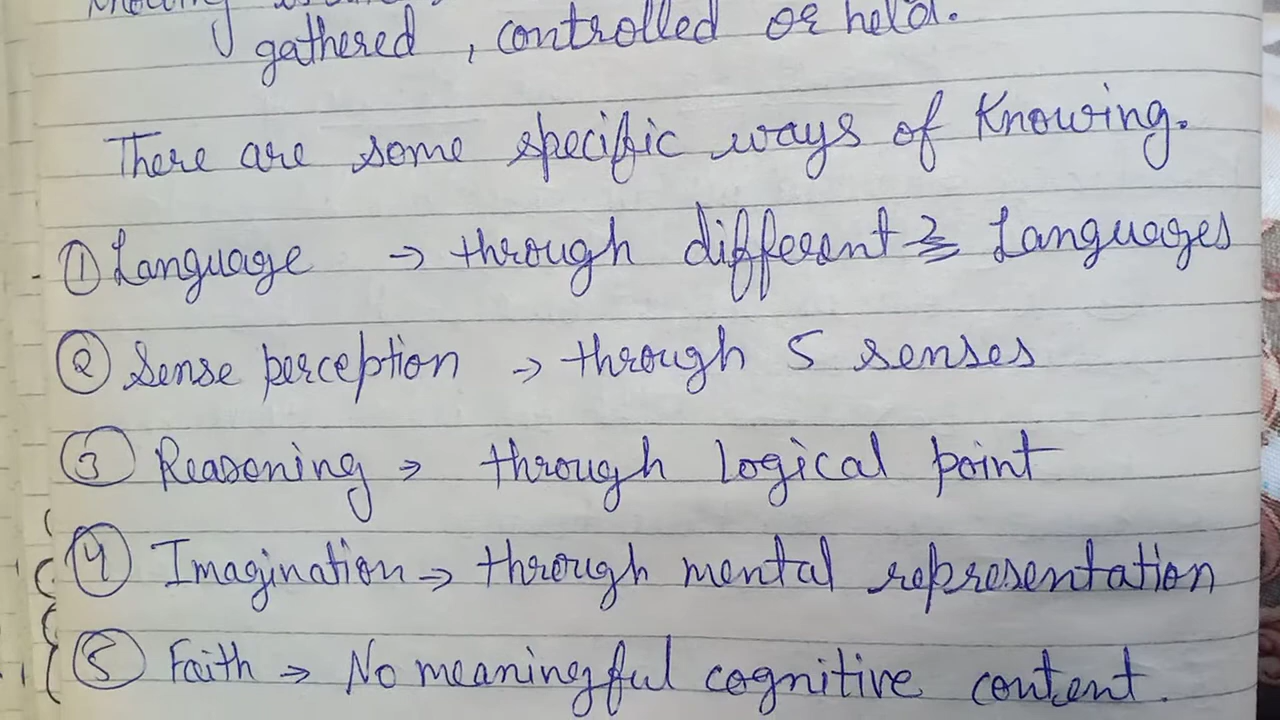 gathered , controlled or held.
There are some specific ways of Knowing.
① Language → through different Languages
② Sense perception → through 5 senses
③ Reasoning → through Logical point
④ Imagination → through mental representation
⑤ Faith → No meaningful cognitive content.